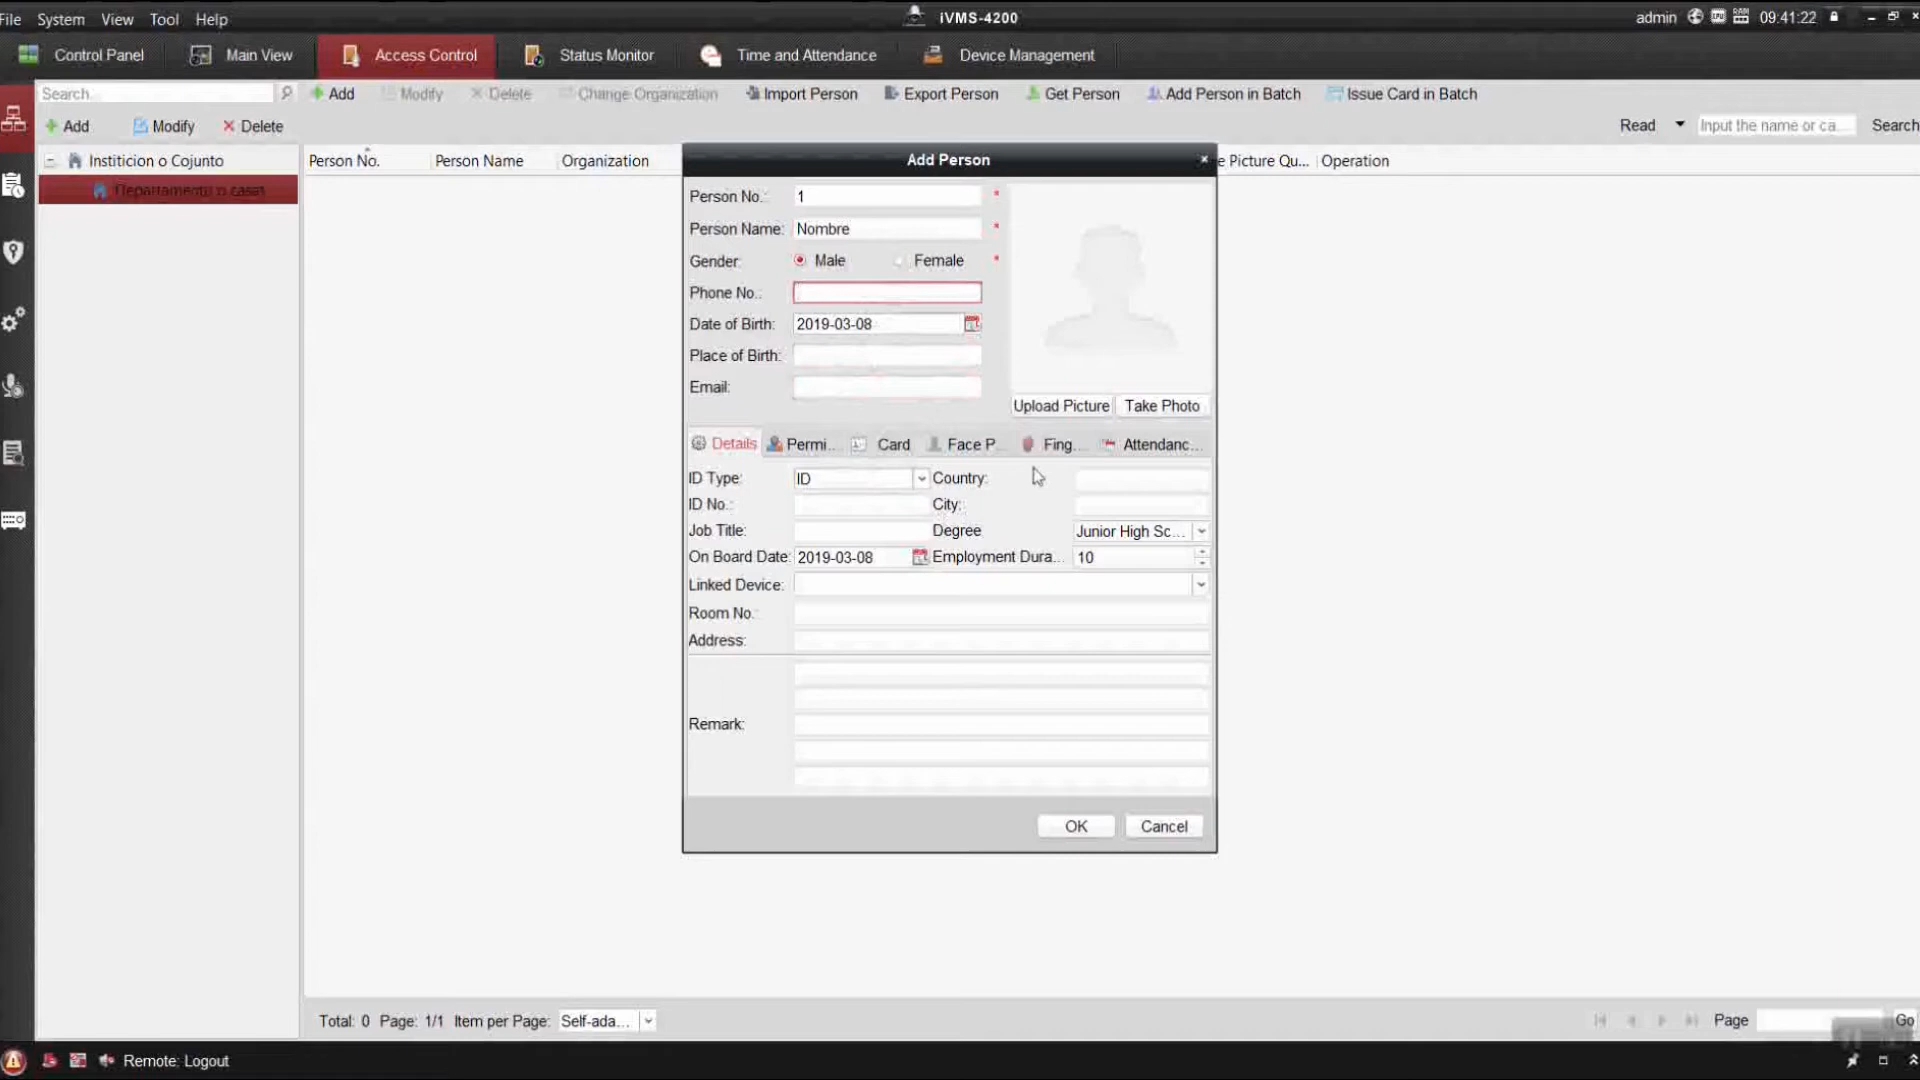 File System View Tool Help iVMS-4200 admin 09:41:22
Control Panel Main View Access Control Status Monitor Time and Attendance Device Management
Search... Add Modify Delete Change Organization Import Person Export Person Get Person Add Person in Batch Issue Card in Batch
Add Modify Delete Read Input the name or ca... Search
Institicion o Cojunto Person No. Person Name Organization Add Person e Picture Qu... Operation
Departamento o casas
Person No.: 1 *
Person Name: Nombre *
Gender: Male Female *
Phone No.:
Date of Birth: 2019-03-08
Place of Birth:
Email:
Upload Picture Take Photo
Details Permi... Card Face P... Fing... Attendanc...
ID Type: ID Country:
ID No.: City:
Job Title: Degree Junior High Sc...
On Board Date: 2019-03-08 Employment Dura... 10
Linked Device:
Room No.:
Address:
Remark:
OK Cancel
Total: 0 Page: 1/1 Item per Page: Self-ada... Page Go
Remote: Logout